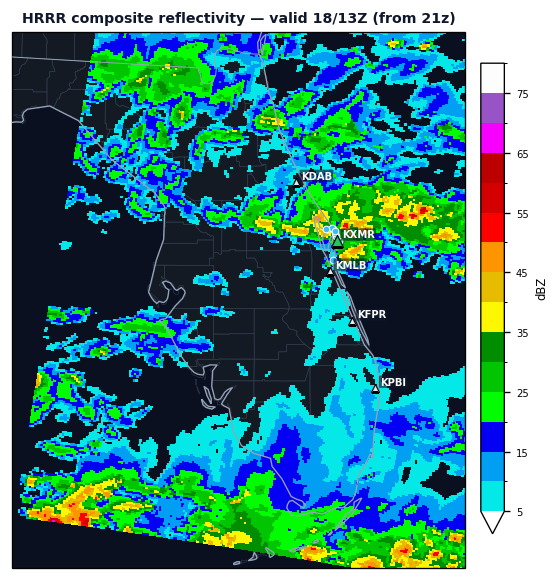 HRRR composite reflectivity — valid 18/13Z (from 21z)
KDAB
KXMR
KMLB
KFPR
KPBI
75
65
55
45
35
25
15
5
dBZ